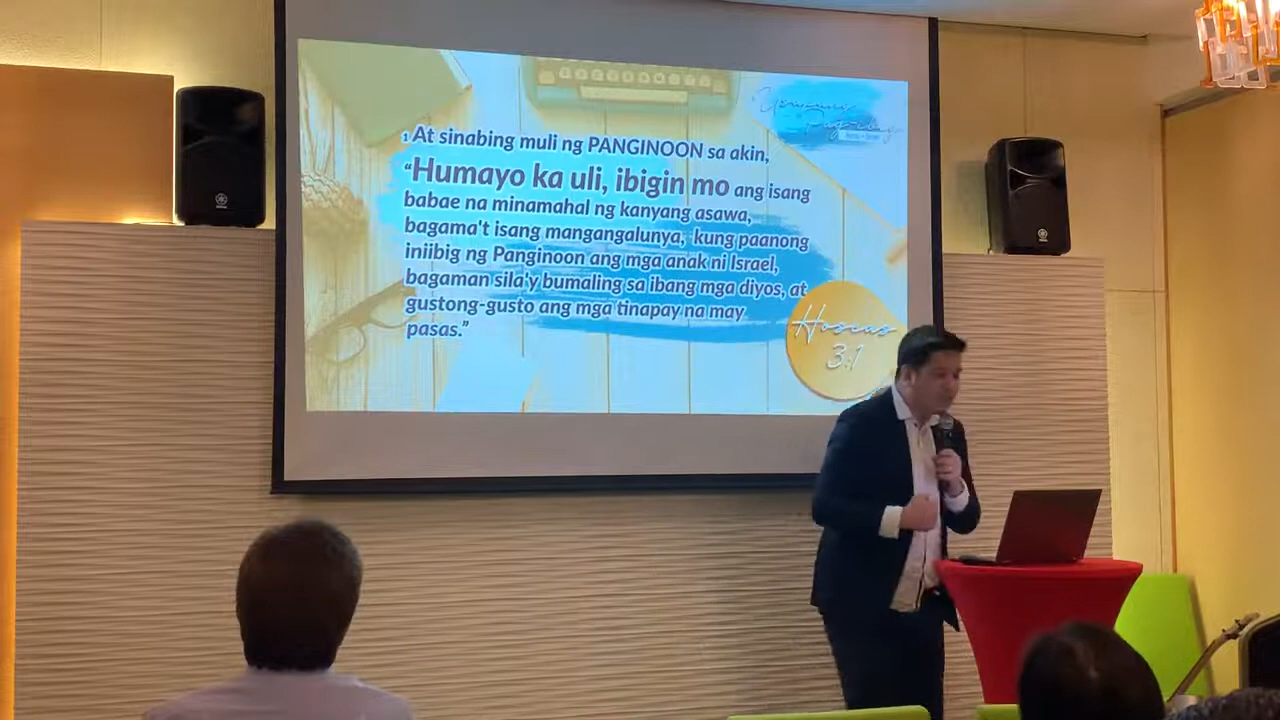 1 At sinabing muli ng PANGINOON sa akin,
“Humayo ka uli, ibigin mo ang isang
babae na minamahal ng kanyang asawa,
bagama't isang mangangalunya, kung paanong
iniibig ng Panginoon ang mga anak ni Israel,
bagaman sila'y bumaling sa ibang mga diyos, at
gustong-gusto ang mga tinapay na may
pasas.”
Hoseas
3:1